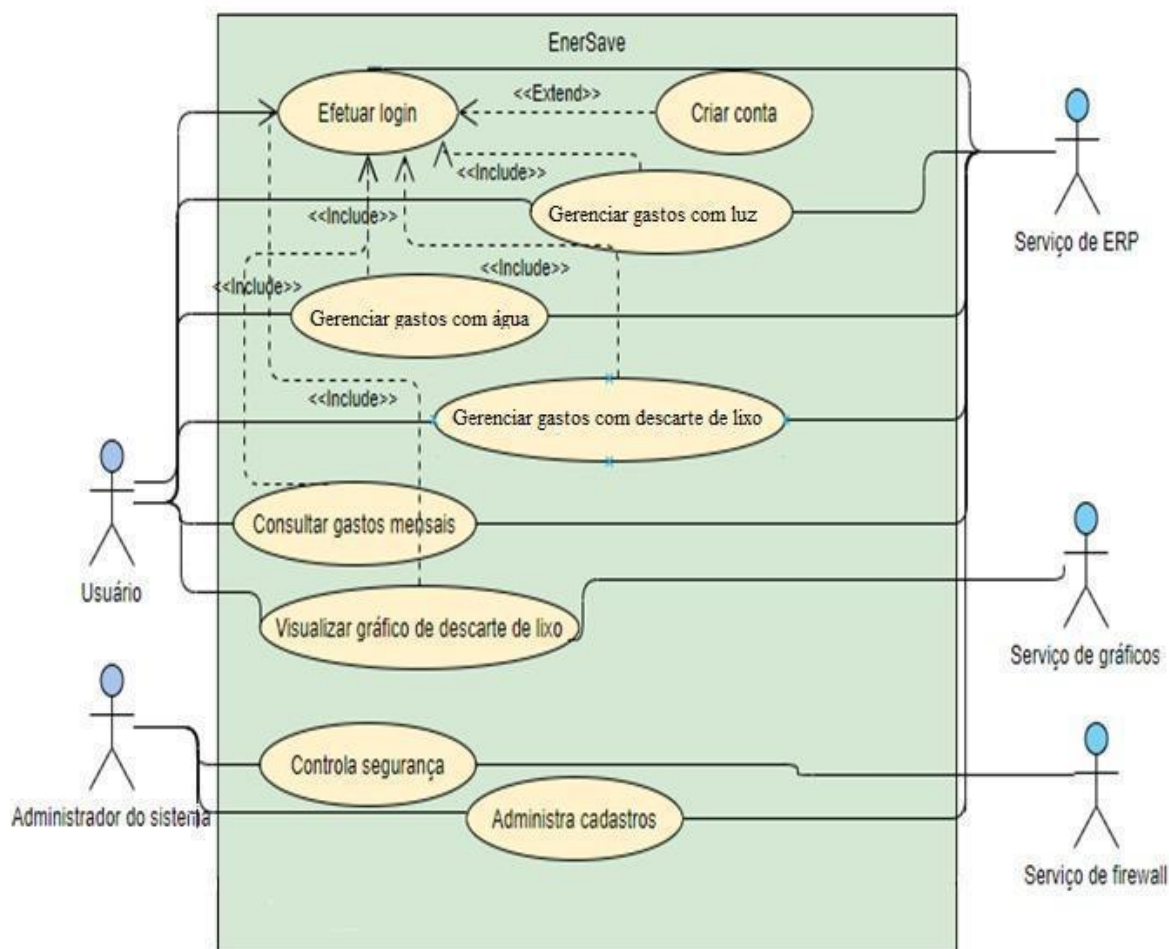 EnerSave
Efetuar login
<<Extend>>
Criar conta
<<Include>>
Gerenciar gastos com luz
Serviço de ERP
<<Include>>
<<Include>>
<<Include>>
Gerenciar gastos com água
<<Include>>
Gerenciar gastos com descarte de lixo
Consultar gastos mensais
Usuário
Visualizar gráfico de descarte de lixo
Serviço de gráficos
Controla segurança
Administrador do sistema
Administra cadastros
Serviço de firewall